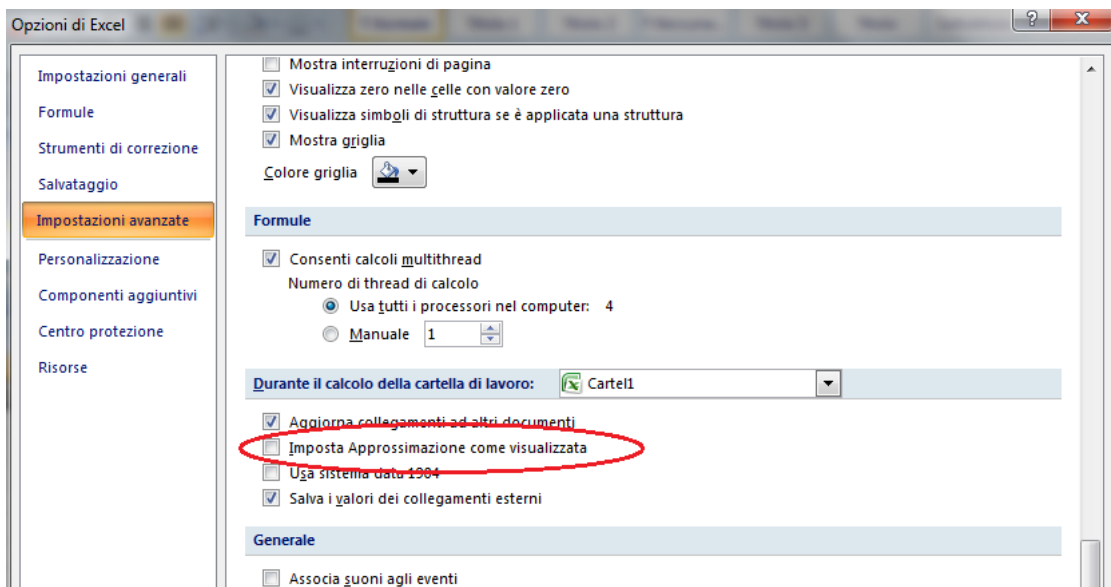 Opzioni di Excel
Impostazioni generali
Formule
Strumenti di correzione
Salvataggio
Impostazioni avanzate
Personalizzazione
Componenti aggiuntivi
Centro protezione
Risorse
Mostra interruzioni di pagina
Visualizza zero nelle celle con valore zero
Visualizza simboli di struttura se è applicata una struttura
Mostra griglia
Colore griglia
Formule
Consenti calcoli multithread
Numero di thread di calcolo
Usa tutti i processori nel computer: 4
Manuale 1
Durante il calcolo della cartella di lavoro: Cartel1
Aggiorna collegamenti ad altri documenti
Imposta Approssimazione come visualizzata
Usa sistema data 1904
Salva i valori dei collegamenti esterni
Generale
Associa suoni agli eventi